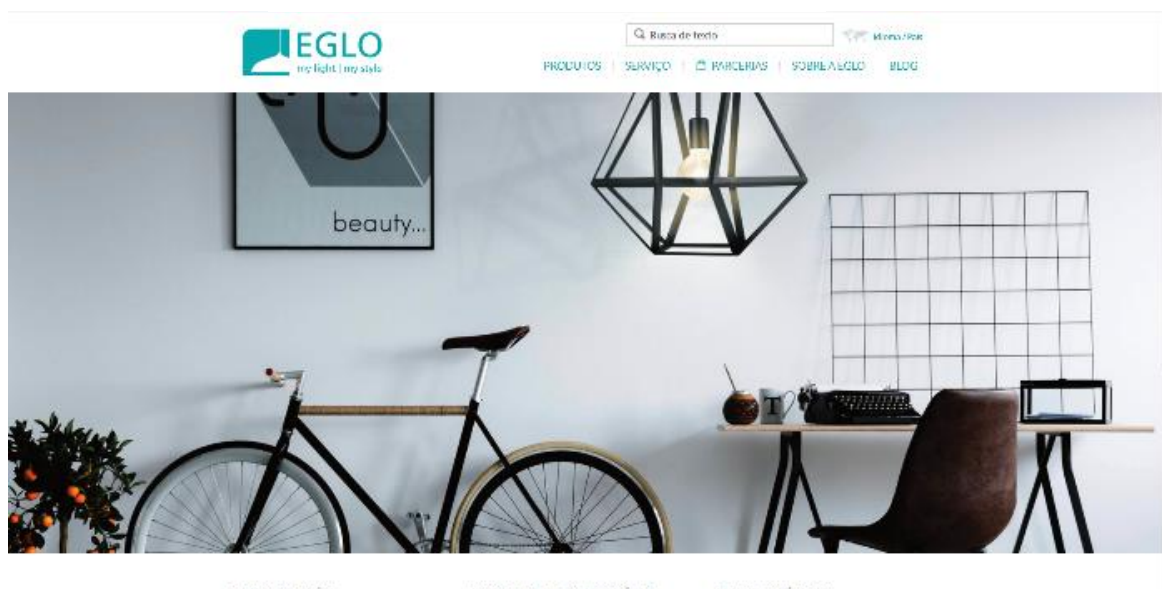 EGLO
my light | my style
Busca de texto
Idioma / País
PRODUTOS | SERVIÇO | PARCERIAS | SOBRE A EGLO BLOG
beauty...
T